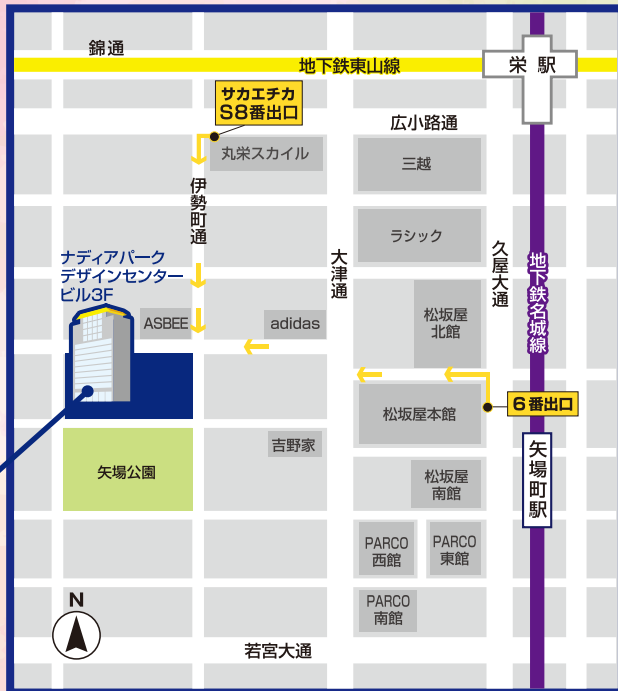 錦通
地下鉄東山線
栄駅
サカエチカ
S8番出口
広小路通
丸栄スカイル
三越
伊勢町通
ラシック
大津通
久屋大通
地下鉄名城線
ナディアパーク
デザインセンター
ビル3F
ASBEE
adidas
松坂屋
北館
6番出口
松坂屋本館
吉野家
矢場町駅
矢場公園
松坂屋
南館
PARCO
西館
PARCO
東館
PARCO
南館
N
若宮大通